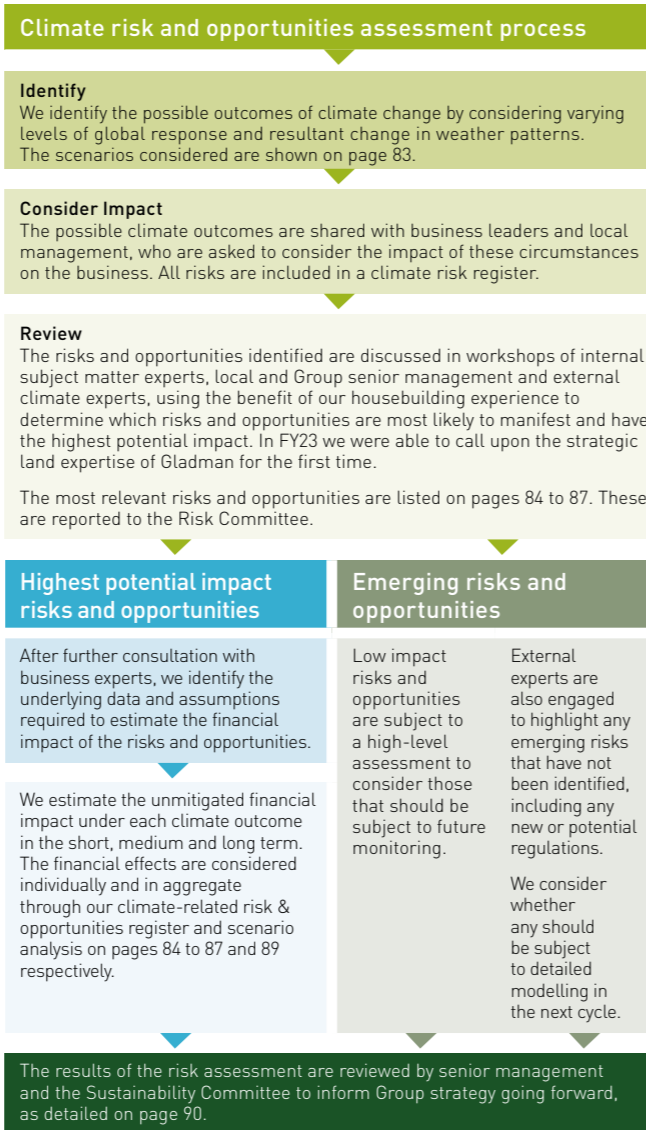 Climate risk and opportunities assessment process
Identify
We identify the possible outcomes of climate change by considering varying
levels of global response and resultant change in weather patterns.
The scenarios considered are shown on page 83.
Consider Impact
The possible climate outcomes are shared with business leaders and local
management, who are asked to consider the impact of these circumstances
on the business. All risks are included in a climate risk register.
Review
The risks and opportunities identified are discussed in workshops of internal
subject matter experts, local and Group senior management and external
climate experts, using the benefit of our housebuilding experience to
determine which risks and opportunities are most likely to manifest and have
the highest potential impact. In FY23 we were able to call upon the strategic
land expertise of Gladman for the first time.
The most relevant risks and opportunities are listed on pages 84 to 87. These
are reported to the Risk Committee.
Highest potential impact
risks and opportunities
After further consultation with
business experts, we identify the
underlying data and assumptions
required to estimate the financial
impact of the risks and opportunities.
We estimate the unmitigated financial
impact under each climate outcome
in the short, medium and long term.
The financial effects are considered
individually and in aggregate
through our climate-related risk &
opportunities register and scenario
analysis on pages 84 to 87 and 89
respectively.
Emerging risks and
opportunities
Low impact
risks and
opportunities
are subject to
a high-level
assessment to
consider those
that should be
subject to future
monitoring.
External
experts are
also engaged
to highlight any
emerging risks
that have not
been identified,
including any
new or potential
regulations.
We consider
whether
any should
be subject
to detailed
modelling in
the next cycle.
The results of the risk assessment are reviewed by senior management
and the Sustainability Committee to inform Group strategy going forward,
as detailed on page 90.